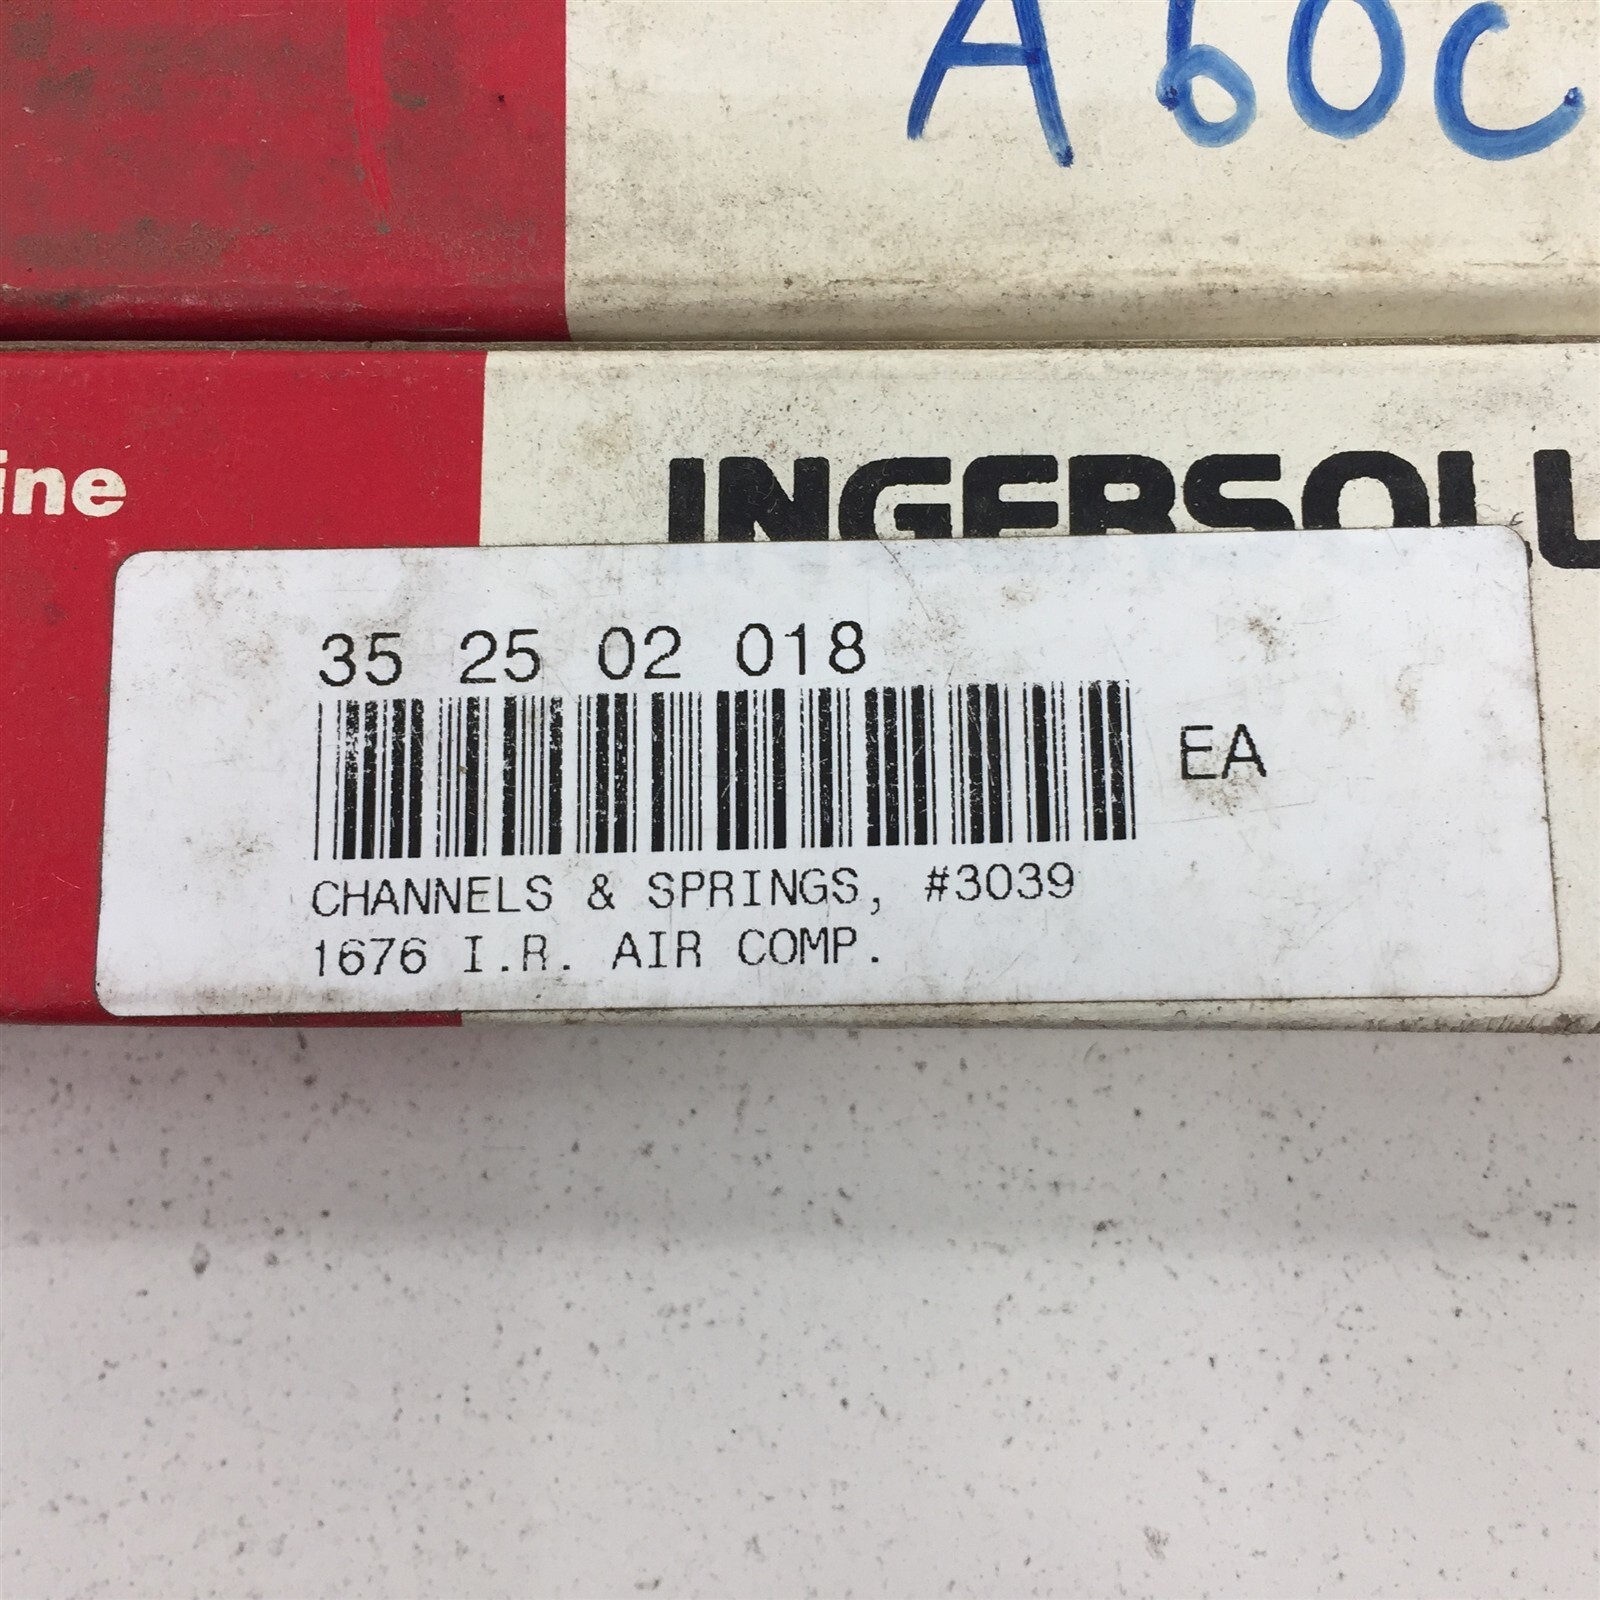 A60C
ine
INGERSOLL
35 25 02 018
EA
CHANNELS & SPRINGS, #3039
1676 I.R. AIR COMP.